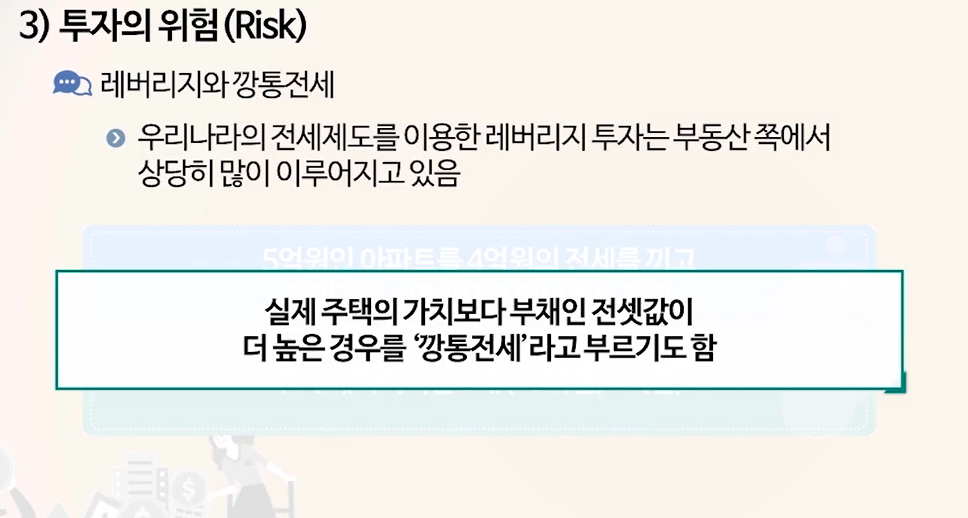 3) 투자의 위험(Risk)
레버리지와 깡통전세
우리나라의 전세제도를 이용한 레버리지 투자는 부동산 쪽에서
상당히 많이 이루어지고 있음
5억원인 아파트를 4억원의 전세를 끼고
실제 주택의 가치보다 부채인 전셋값이
더 높은 경우를 ‘깡통전세’라고 부르기도 함